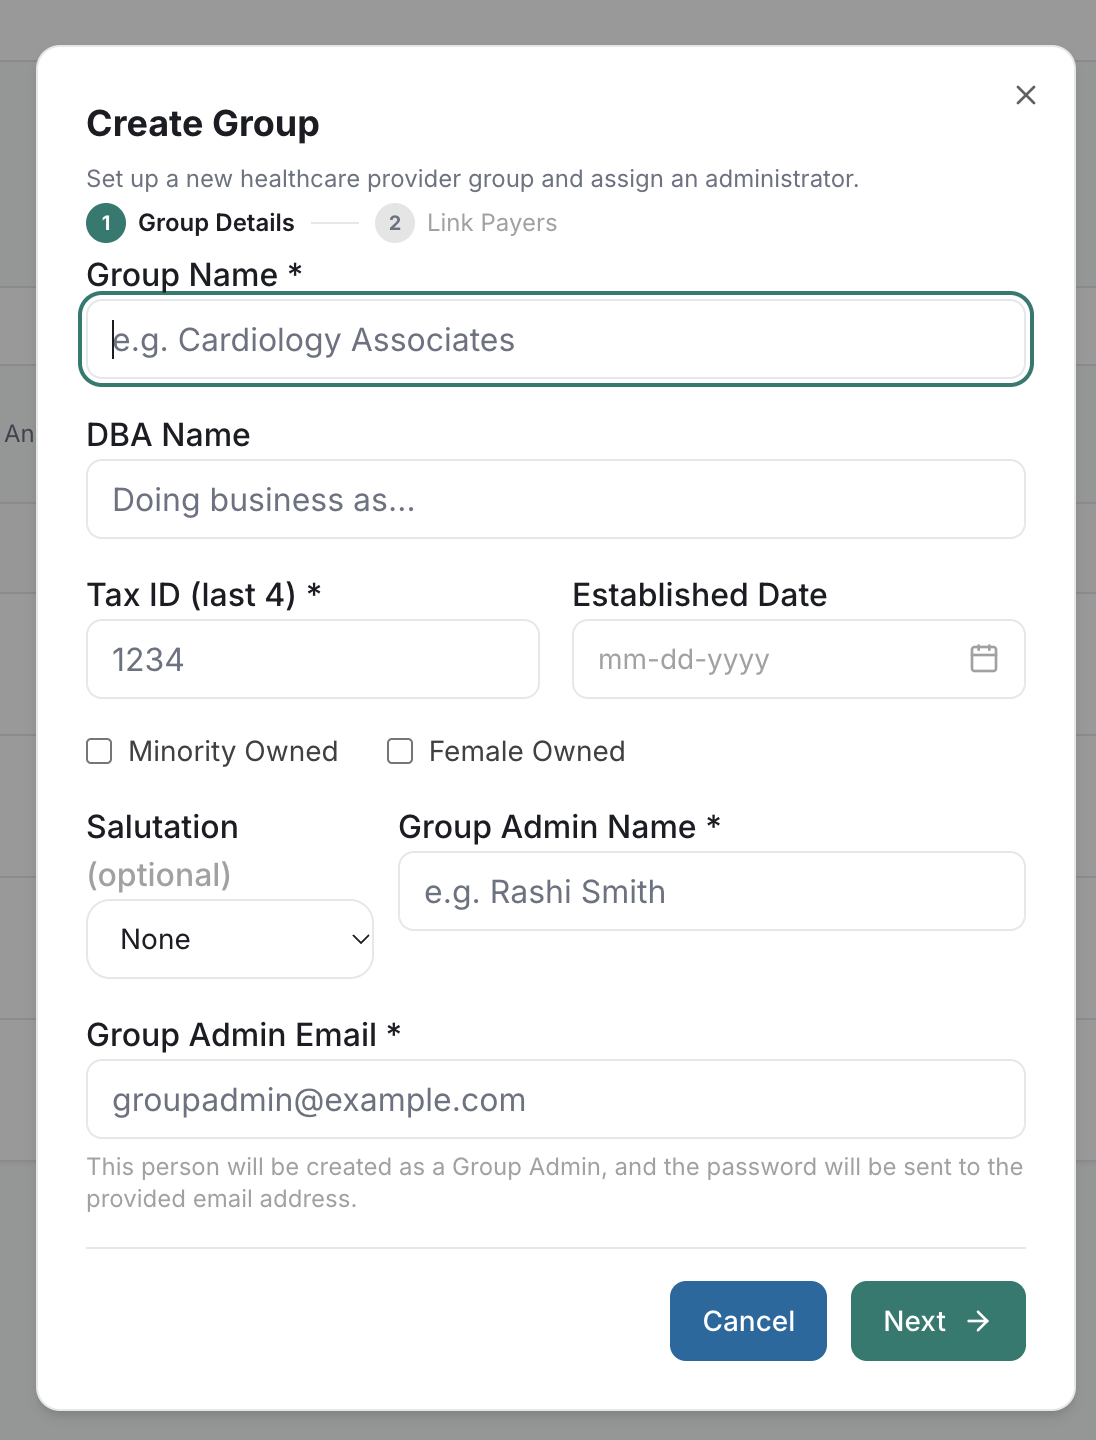 Create Group
Set up a new healthcare provider group and assign an administrator.
1 Group Details 2 Link Payers
Group Name *
e.g. Cardiology Associates
An
DBA Name
Doing business as...
Tax ID (last 4) * Established Date
1234 mm-dd-yyyy
Minority Owned Female Owned
Salutation Group Admin Name *
(optional)
e.g. Rashi Smith
None
Group Admin Email *
groupadmin@example.com
This person will be created as a Group Admin, and the password will be sent to the
provided email address.
Cancel Next